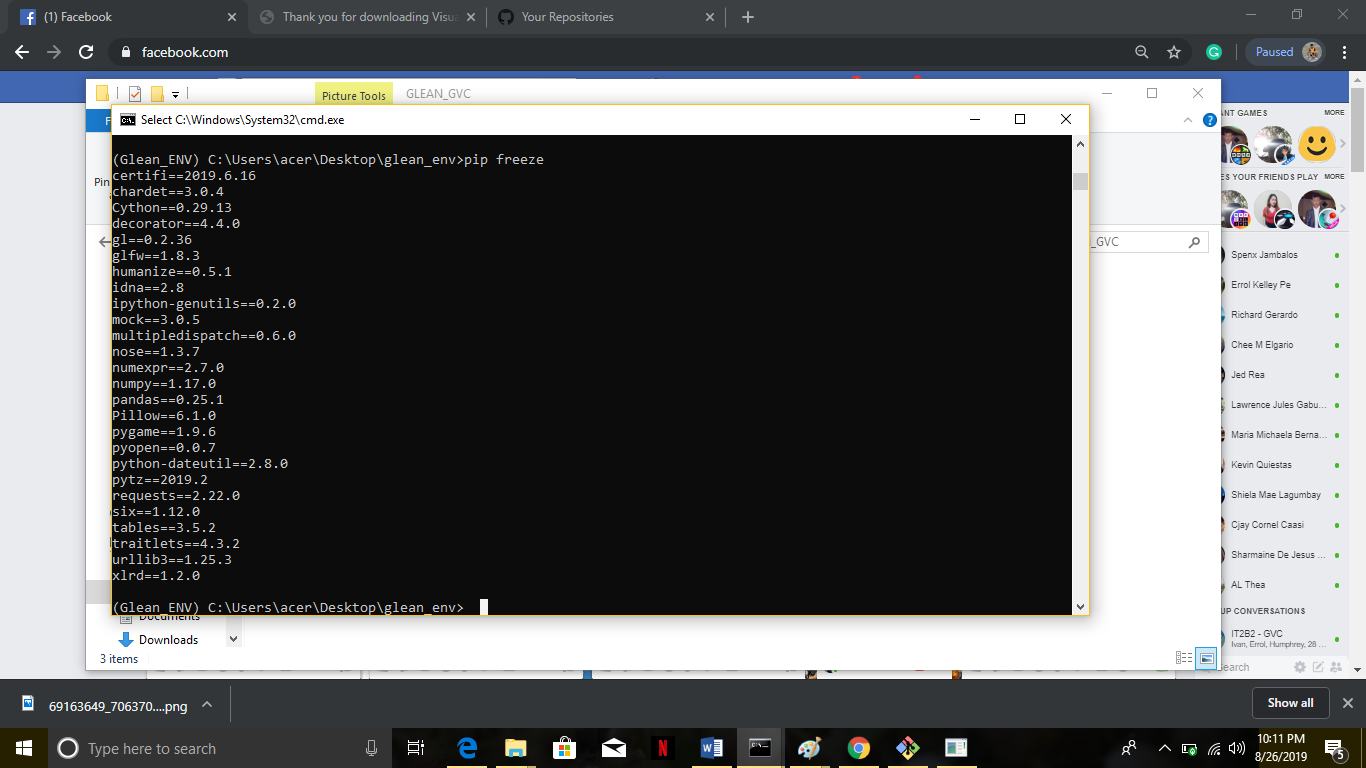 (1) Facebook
Thank you for downloading Visua
Your Repositories
facebook.com
Paused
Picture Tools
GLEAN_GVC
Select C:\Windows\System32\cmd.exe
(Glean_ENV) C:\Users\acer\Desktop\glean_env>pip freeze
certifi==2019.6.16
chardet==3.0.4
Cython==0.29.13
decorator==4.4.0
gl==0.2.36
glfw==1.8.3
humanize==0.5.1
idna==2.8
ipython-genutils==0.2.0
mock==3.0.5
multipledispatch==0.6.0
nose==1.3.7
numexpr==2.7.0
numpy==1.17.0
pandas==0.25.1
Pillow==6.1.0
pygame==1.9.6
pyopen==0.0.7
python-dateutil==2.8.0
pytz==2019.2
requests==2.22.0
six==1.12.0
tables==3.5.2
traitlets==4.3.2
urllib3==1.25.3
xlrd==1.2.0
(Glean_ENV) C:\Users\acer\Desktop\glean_env>
Pin
_GVC
Documents
Downloads
3 items
ANT GAMES MORE
ES YOUR FRIENDS PLAY MORE
Spenx Jambalos
Errol Kelley Pe
Richard Gerardo
Chee M Elgario
Jed Rea
Lawrence Jules Gabu...
Maria Michaela Berna...
Kevin Quiestas
Shiela Mae Lagumbay
Cjay Cornel Caasi
Sharmaine De Jesus ...
AL Thea
UP CONVERSATIONS
IT2B2 - GVC
Ivan, Errol, Humphrey, 28 ...
earch
69163649_706370....png
Show all
Type here to search
10:11 PM
8/26/2019
5